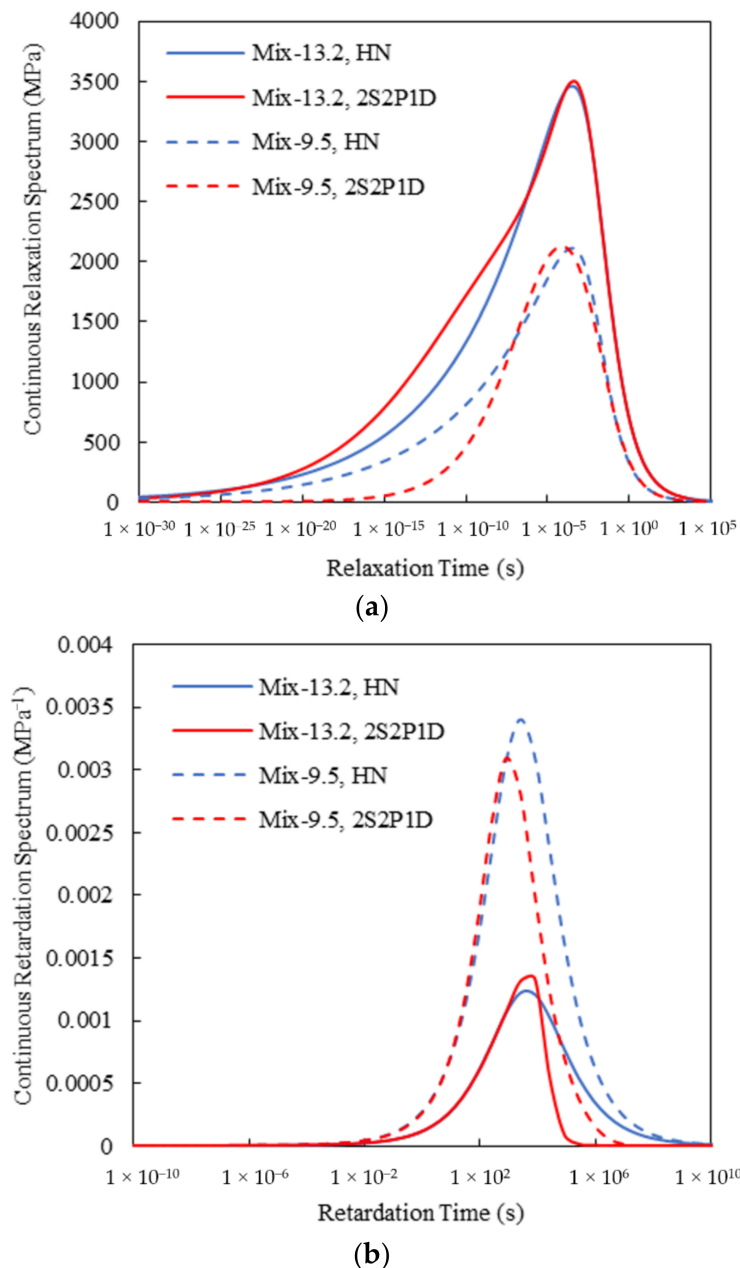 4000
3500
3000
2500
2000
1500
1000
500
0
Continuous Relaxation Spectrum (MPa)
Mix-13.2, HN
Mix-13.2, 2S2P1D
Mix-9.5, HN
Mix-9.5, 2S2P1D
1 × 10⁻³⁰ 1 × 10⁻²⁵ 1 × 10⁻²⁰ 1 × 10⁻¹⁵ 1 × 10⁻¹⁰ 1 × 10⁻⁵ 1 × 10⁰ 1 × 10⁵
Relaxation Time (s)
(a)
0.004
0.0035
0.003
0.0025
0.002
0.0015
0.001
0.0005
0
Continuous Retardation Spectrum (MPa⁻¹)
Mix-13.2, HN
Mix-13.2, 2S2P1D
Mix-9.5, HN
Mix-9.5, 2S2P1D
1 × 10⁻¹⁰ 1 × 10⁻⁶ 1 × 10⁻² 1 × 10² 1 × 10⁶ 1 × 10¹⁰
Retardation Time (s)
(b)